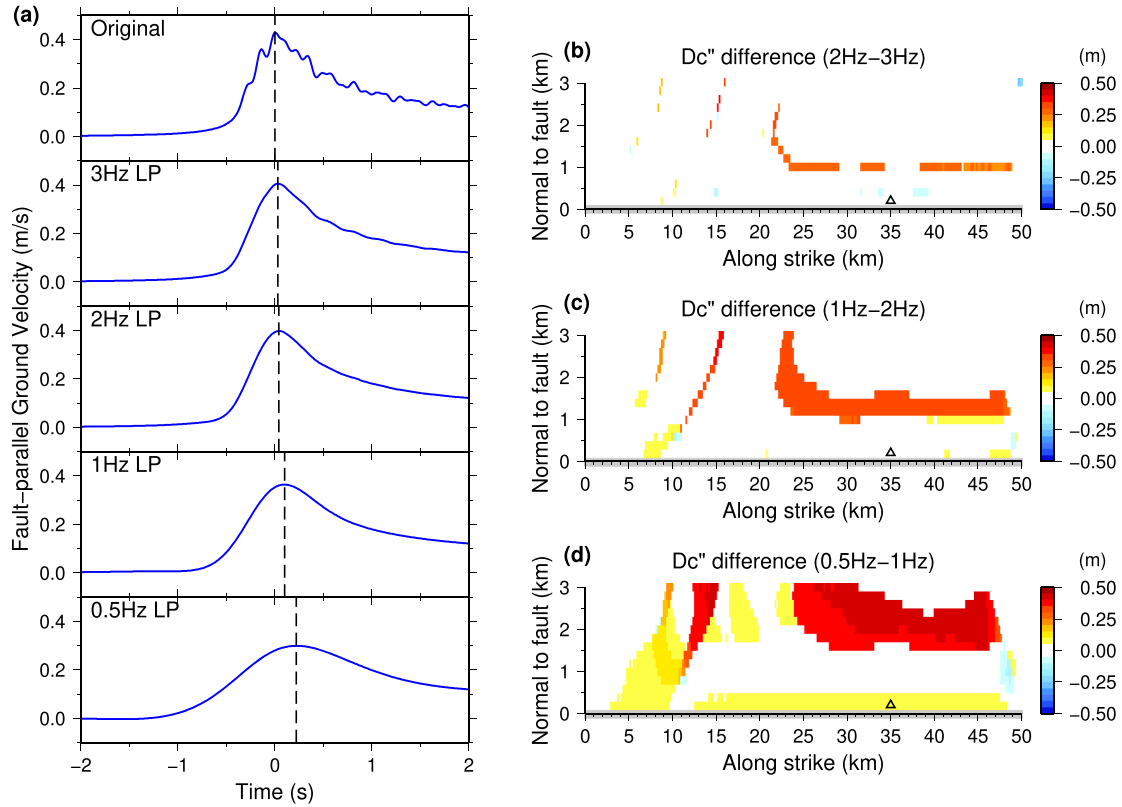 (a)
Fault−parallel Ground Velocity (m/s)
Original
0.4
0.2
0.0
3Hz LP
0.4
0.2
0.0
2Hz LP
0.4
0.2
0.0
1Hz LP
0.4
0.2
0.0
0.5Hz LP
0.4
0.2
0.0
−2 −1 0 1 2
Time (s)
(b)
Dc" difference (2Hz−3Hz)
(m)
Normal to fault (km)
3
2
1
0
0 5 10 15 20 25 30 35 40 45 50
Along strike (km)
0.50
0.25
0.00
−0.25
−0.50
(c)
Dc" difference (1Hz−2Hz)
(m)
Normal to fault (km)
3
2
1
0
0 5 10 15 20 25 30 35 40 45 50
Along strike (km)
0.50
0.25
0.00
−0.25
−0.50
(d)
Dc" difference (0.5Hz−1Hz)
(m)
Normal to fault (km)
3
2
1
0
0 5 10 15 20 25 30 35 40 45 50
Along strike (km)
0.50
0.25
0.00
−0.25
−0.50